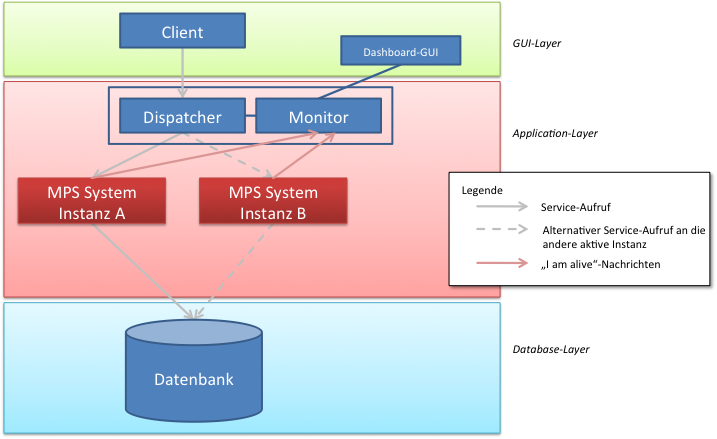 Client
Dashboard-GUI
GUI-Layer
Dispatcher
Monitor
Application-Layer
MPS System
Instanz A
MPS System
Instanz B
Legende
Service-Aufruf
Alternativer Service-Aufruf an die
andere aktive Instanz
„I am alive“-Nachrichten
Datenbank
Database-Layer